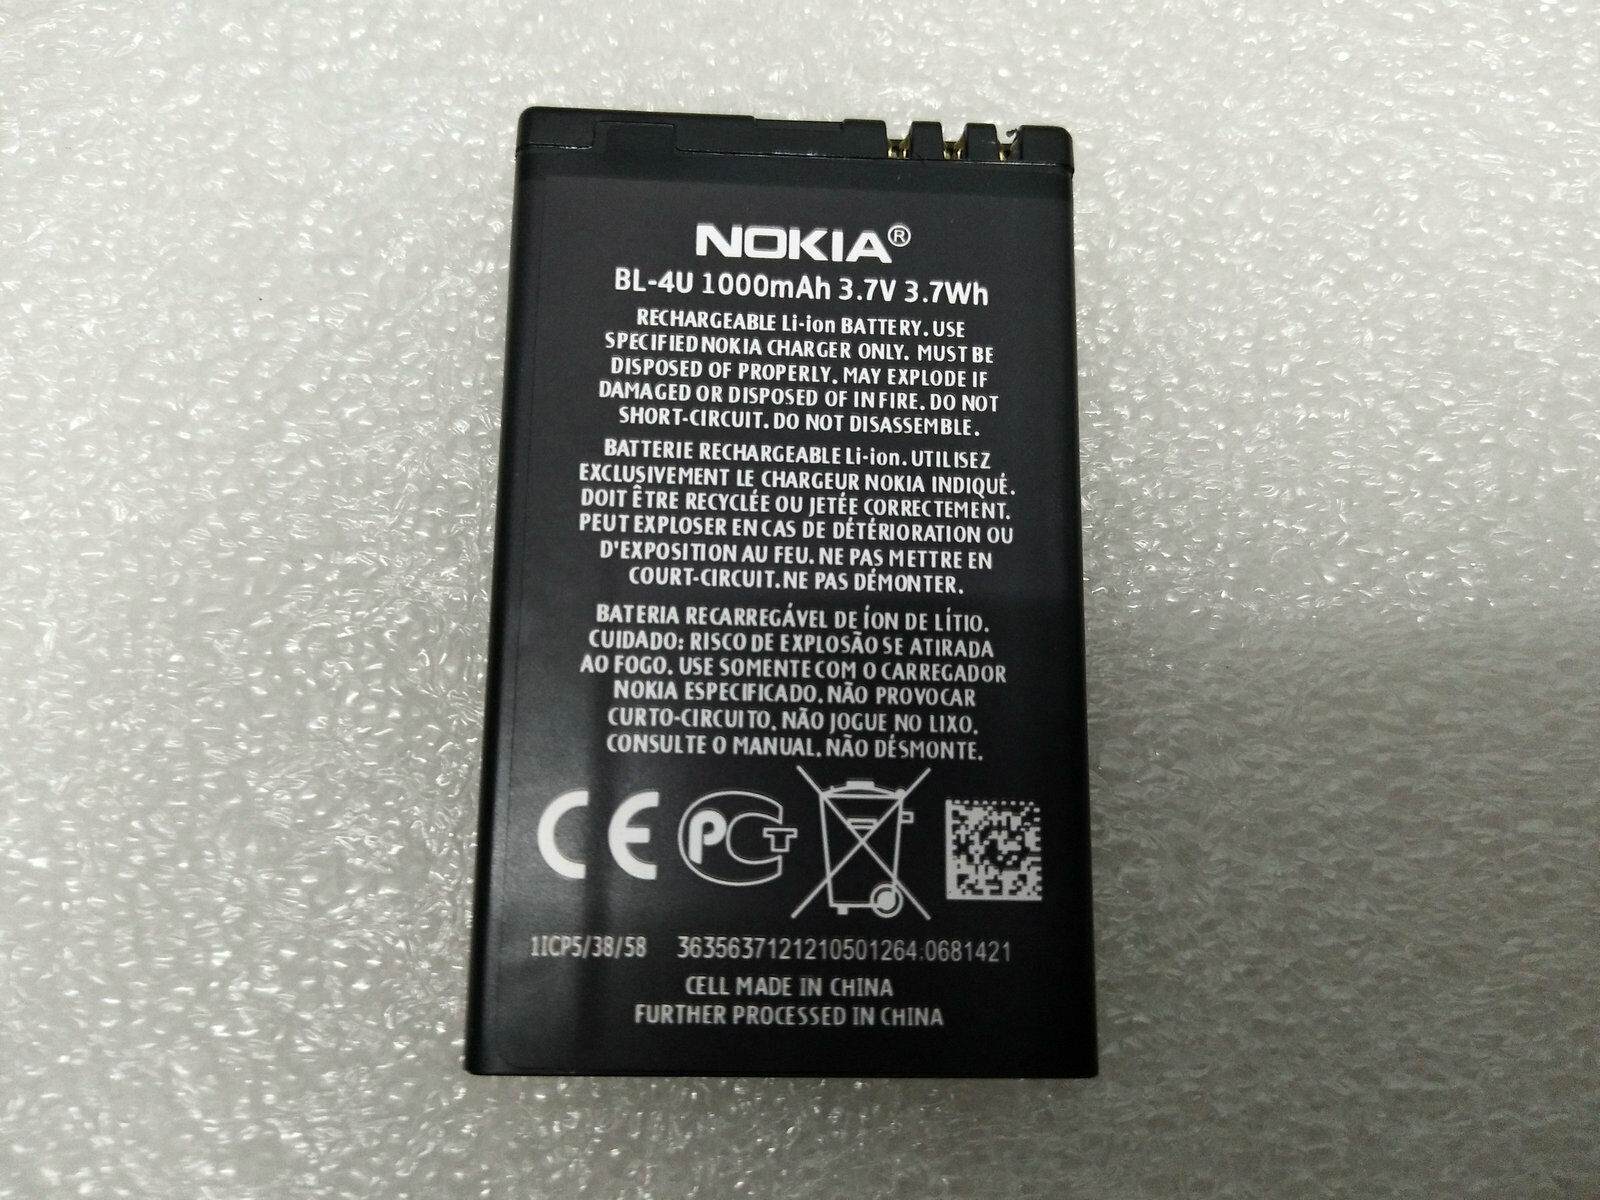 NOKIA®
BL-4U 1000mAh 3.7V 3.7Wh
RECHARGEABLE Li-ion BATTERY. USE
SPECIFIED NOKIA CHARGER ONLY. MUST BE
DISPOSED OF PROPERLY. MAY EXPLODE IF
DAMAGED OR DISPOSED OF IN FIRE. DO NOT
SHORT-CIRCUIT. DO NOT DISASSEMBLE.
BATTERIE RECHARGEABLE Li-ion. UTILISEZ
EXCLUSIVEMENT LE CHARGEUR NOKIA INDIQUÉ.
DOIT ÊTRE RECYCLÉE OU JETÉE CORRECTEMENT.
PEUT EXPLOSER EN CAS DE DÉTÉRIORATION OU
D'EXPOSITION AU FEU. NE PAS METTRE EN
COURT-CIRCUIT. NE PAS DÉMONTER.
BATERIA RECARREGÁVEL DE ÍON DE LÍTIO.
CUIDADO: RISCO DE EXPLOSÃO SE ATIRADA
AO FOGO. USE SOMENTE COM O CARREGADOR
NOKIA ESPECIFICADO. NÃO PROVOCAR
CURTO-CIRCUITO. NÃO JOGUE NO LIXO.
CONSULTE O MANUAL. NÃO DÉSMONTE.
CE PCT
1ICP5/38/58 3635637121210501264:0681421
CELL MADE IN CHINA
FURTHER PROCESSED IN CHINA